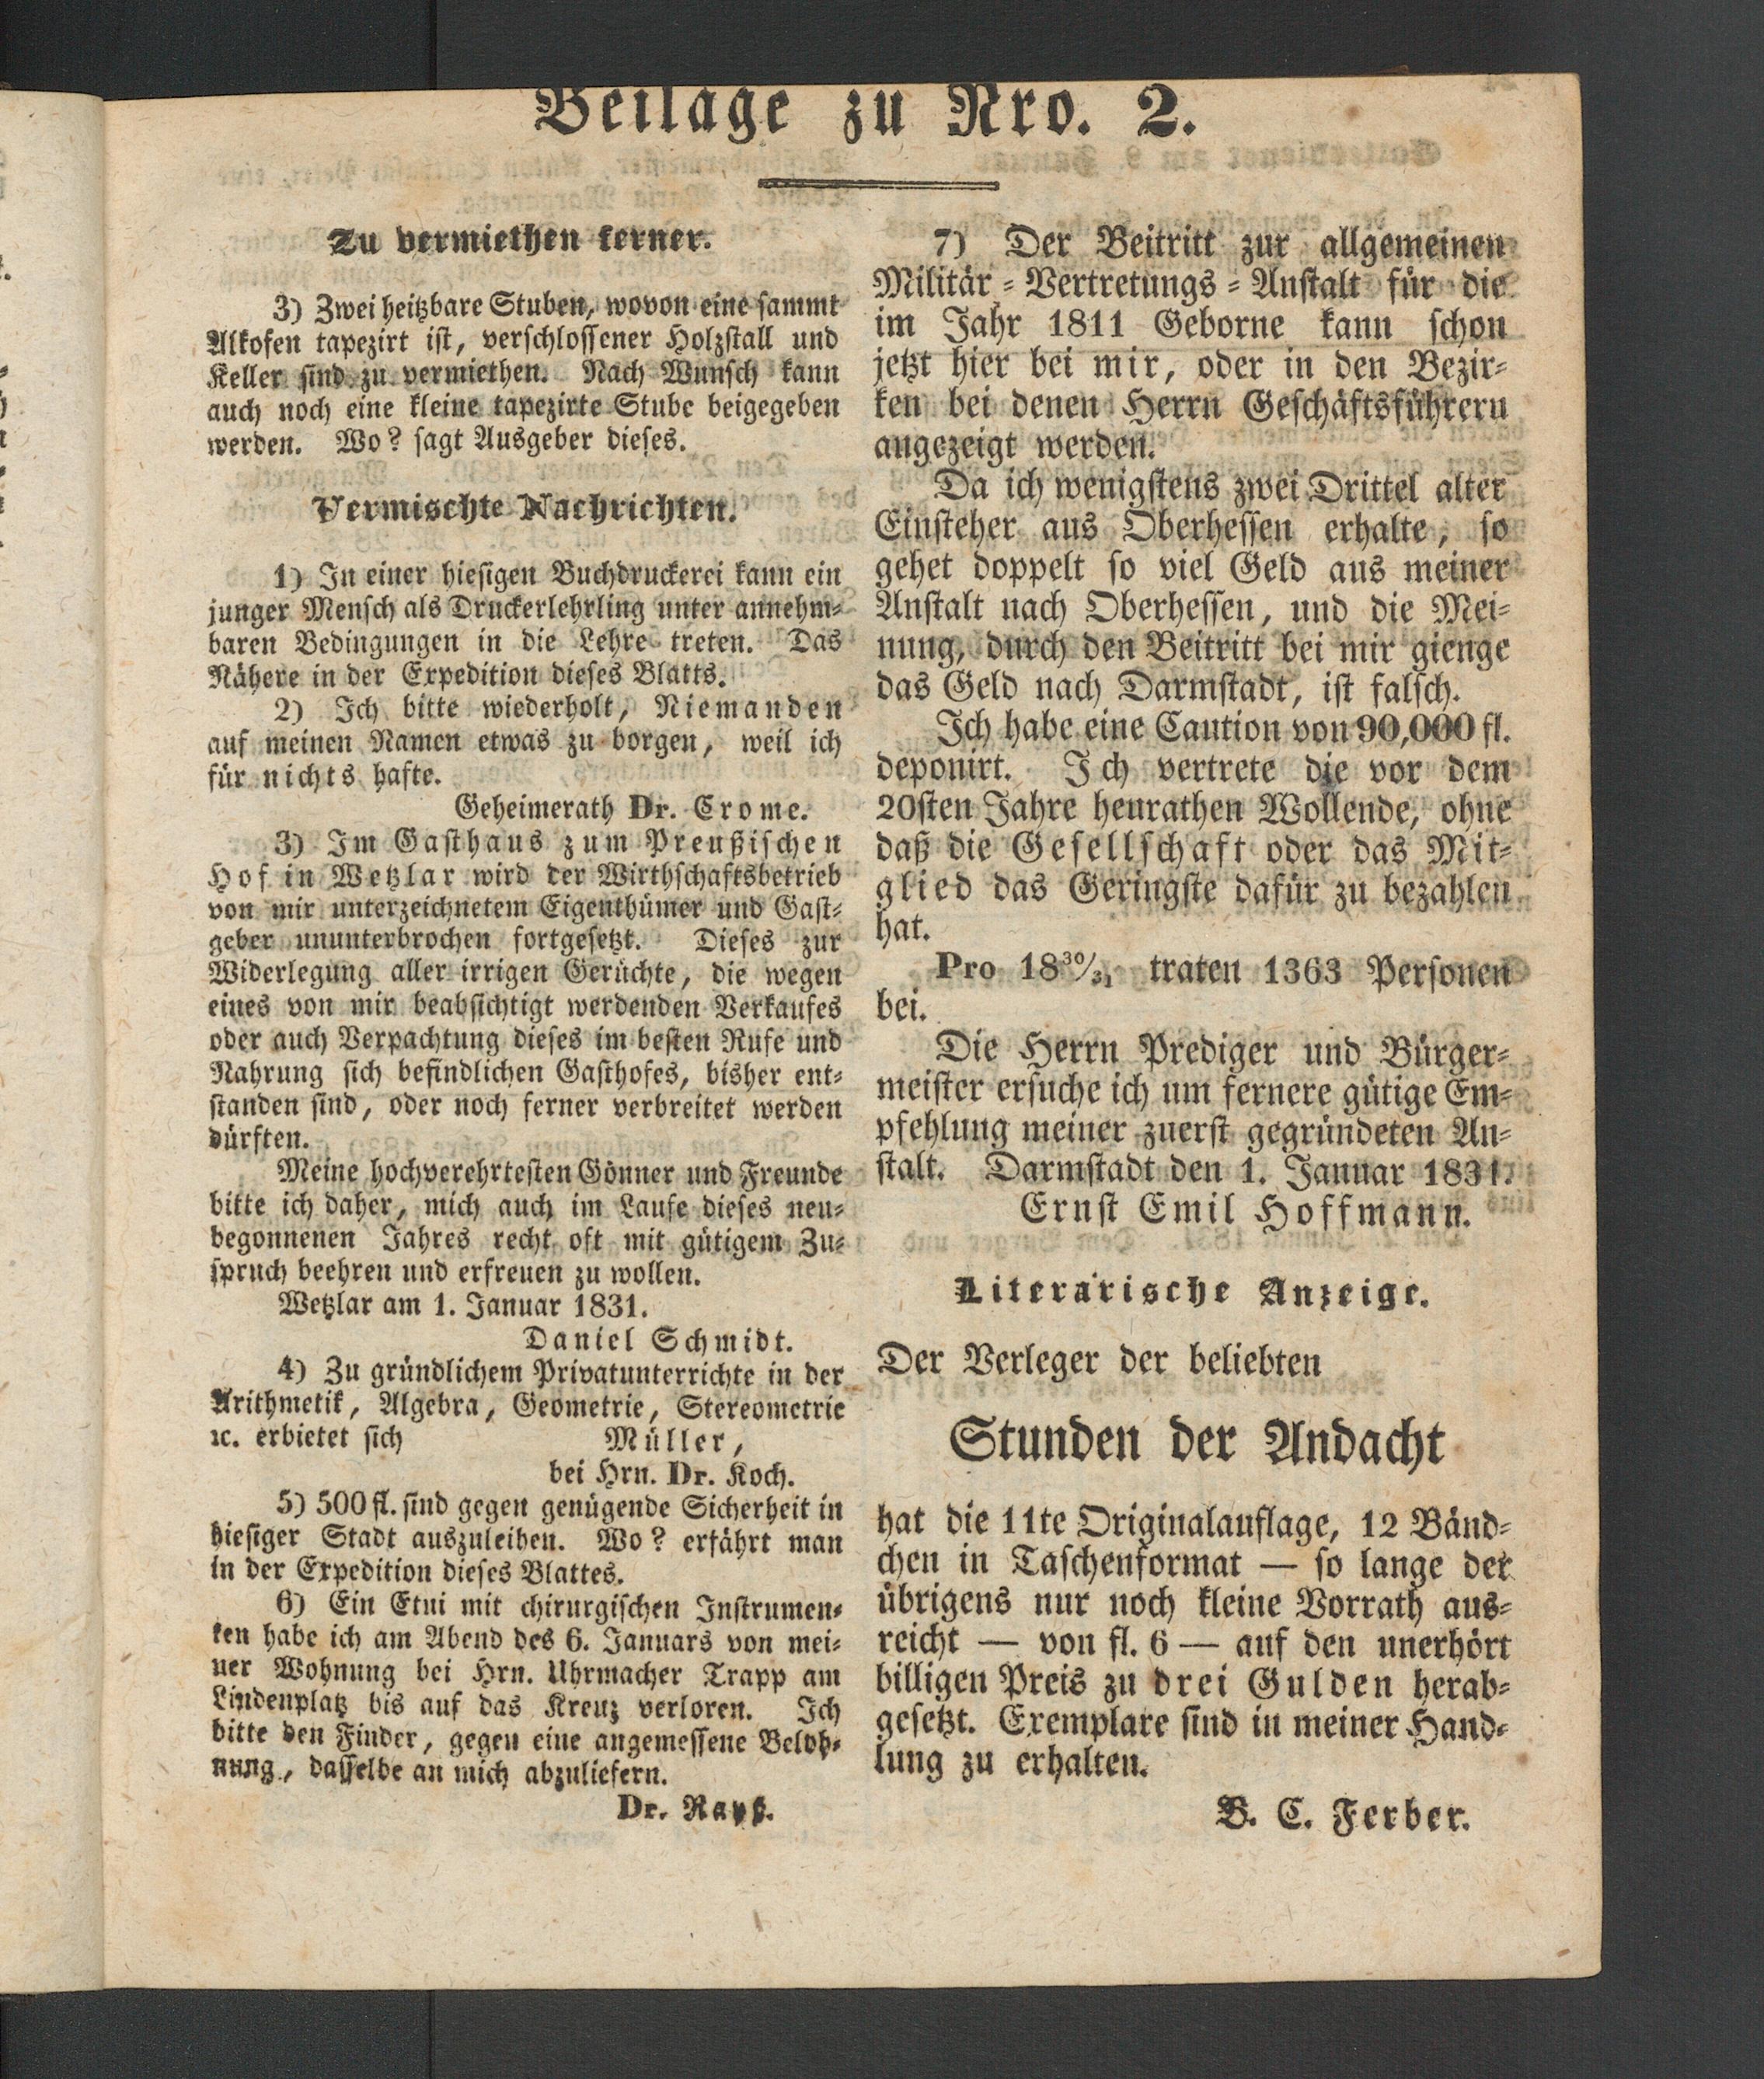 Beilage zu Nro. 2.
Zu vermiethen ferner.
3) Zwei heitzbare Stuben, wovon eine sammt
Alkofen tapezirt ist, verschlossener Holzstall und
Keller sind zu vermiethen. Nach Wunsch kann
auch noch eine kleine tapezirte Stube beigegeben
werden. Wo? sagt Ausgeber dieses.
Vermischte Nachrichten.
1) In einer hiesigen Buchdruckerei kann ein
junger Mensch als Druckerlehrling unter annehm-
baren Bedingungen in die Lehre treten. Das
Nähere in der Expedition dieses Blatts.
2) Ich bitte wiederholt, Niemanden
auf meinen Namen etwas zu borgen, weil ich
für nichts hafte.
Geheimerath Dr. Crome.
3) Im Gasthaus zum Preußischen
Hof in Wetzlar wird der Wirthschaftsbetrieb
von mir unterzeichnetem Eigenthümer und Gast-
geber ununterbrochen fortgesetzt. Dieses zur
Widerlegung aller irrigen Gerüchte, die wegen
eines von mir beabsichtigt werdenden Verkaufes
oder auch Verpachtung dieses im besten Rufe und
Nahrung sich befindlichen Gasthofes, bisher ent-
standen sind, oder noch ferner verbreitet werden
dürften.
Meine hochverehrtesten Gönner und Freunde
bitte ich daher, mich auch im Laufe dieses neu-
begonnenen Jahres recht oft mit gütigem Zu-
spruch beehren und erfreuen zu wollen.
Wetzlar am 1. Januar 1831.
Daniel Schmidt.
4) Zu gründlichem Privatunterrichte in der
Arithmetik, Algebra, Geometrie, Stereometrie
ꝛc. erbietet sich Müller,
bei Hrn. Dr. Koch.
5) 500 fl. sind gegen genügende Sicherheit in
hiesiger Stadt auszuleihen. Wo? erfährt man
in der Expedition dieses Blattes.
6) Ein Etui mit chirurgischen Instrumen-
ten habe ich am Abend des 6. Januars von mei-
ner Wohnung bei Hrn. Uhrmacher Trapp am
Lindenplatz bis auf das Kreuz verloren. Ich
bitte den Finder, gegen eine angemessene Beloh-
nung, dasselbe an mich abzuliefern.
Dr. Rayß.
7) Der Beitritt zur allgemeinen
Militär-Vertretungs-Anstalt für die
im Jahr 1811 Geborne kann schon
jetzt hier bei mir, oder in den Bezir-
ken bei denen Herrn Geschäftsführern
angezeigt werden.
Da ich wenigstens zwei Drittel alter
Einsteher aus Oberhessen erhalte, so
gehet doppelt so viel Geld aus meiner
Anstalt nach Oberhessen, und die Mei-
nung, durch den Beitritt bei mir gienge
das Geld nach Darmstadt, ist falsch.
Ich habe eine Caution von 90,000 fl.
deponirt. Ich vertrete die vor dem
20sten Jahre heurathen Wollende, ohne
daß die Gesellschaft oder das Mit-
glied das Geringste dafür zu bezahlen
hat.
Pro 18³⁰/₃₁ traten 1363 Personen
bei.
Die Herrn Prediger und Bürger-
meister ersuche ich um fernere gütige Em-
pfehlung meiner zuerst gegründeten An-
stalt. Darmstadt den 1. Januar 1831.
Ernst Emil Hoffmann.
Literärische Anzeige.
Der Verleger der beliebten
Stunden der Andacht
hat die 11te Originalauflage, 12 Bänd-
chen in Taschenformat — so lange der
übrigens nur noch kleine Vorrath aus-
reicht — von fl. 6 — auf den unerhört
billigen Preis zu drei Gulden herab-
gesetzt. Exemplare sind in meiner Hand-
lung zu erhalten.
B. C. Ferber.